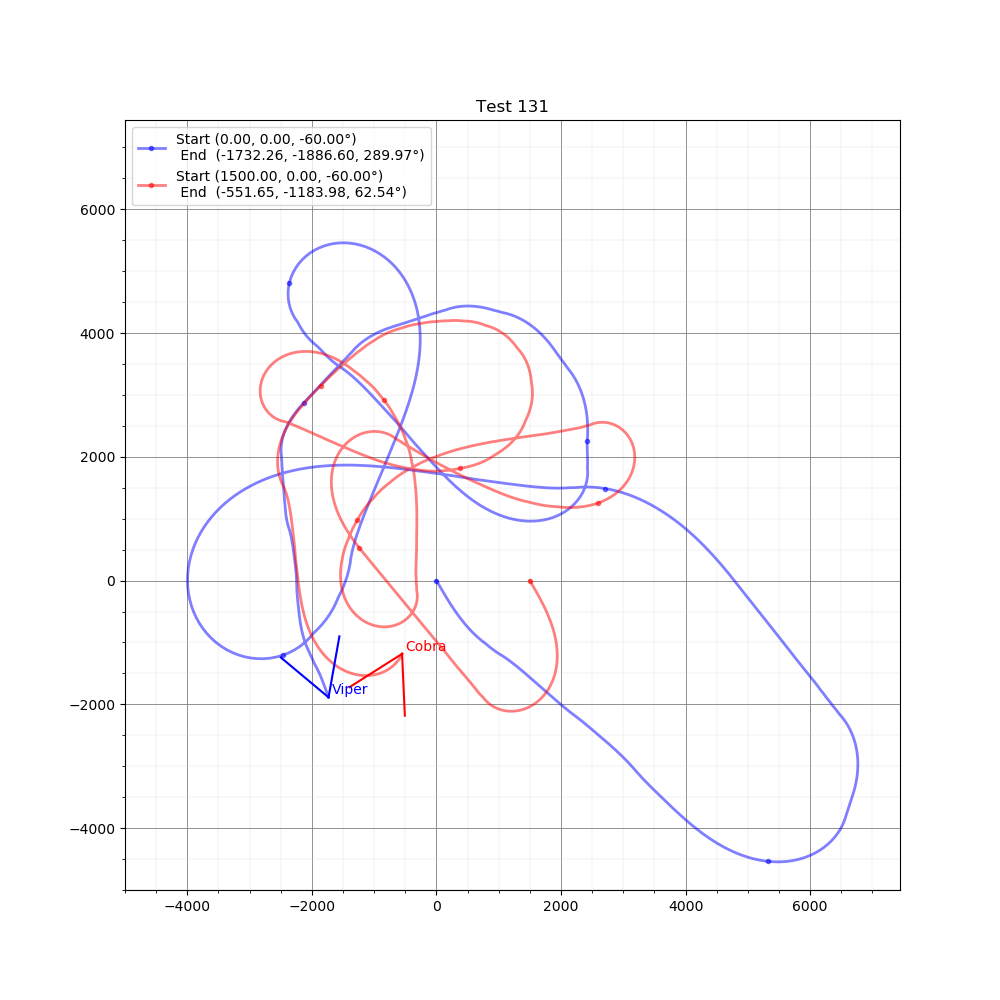 Test 131
Start (0.00, 0.00, -60.00°)
End (-1732.26, -1886.60, 289.97°)
Start (1500.00, 0.00, -60.00°)
End (-551.65, -1183.98, 62.54°)
6000
4000
2000
0
−2000
−4000
Cobra
Viper
−4000 −2000 0 2000 4000 6000